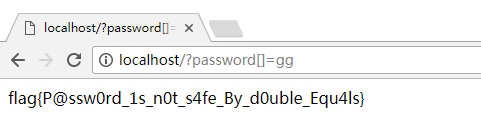 localhost/?password[]=
localhost/?password[]=gg
flag{P@ssw0rd_1s_n0t_s4fe_By_d0uble_Equ4ls}